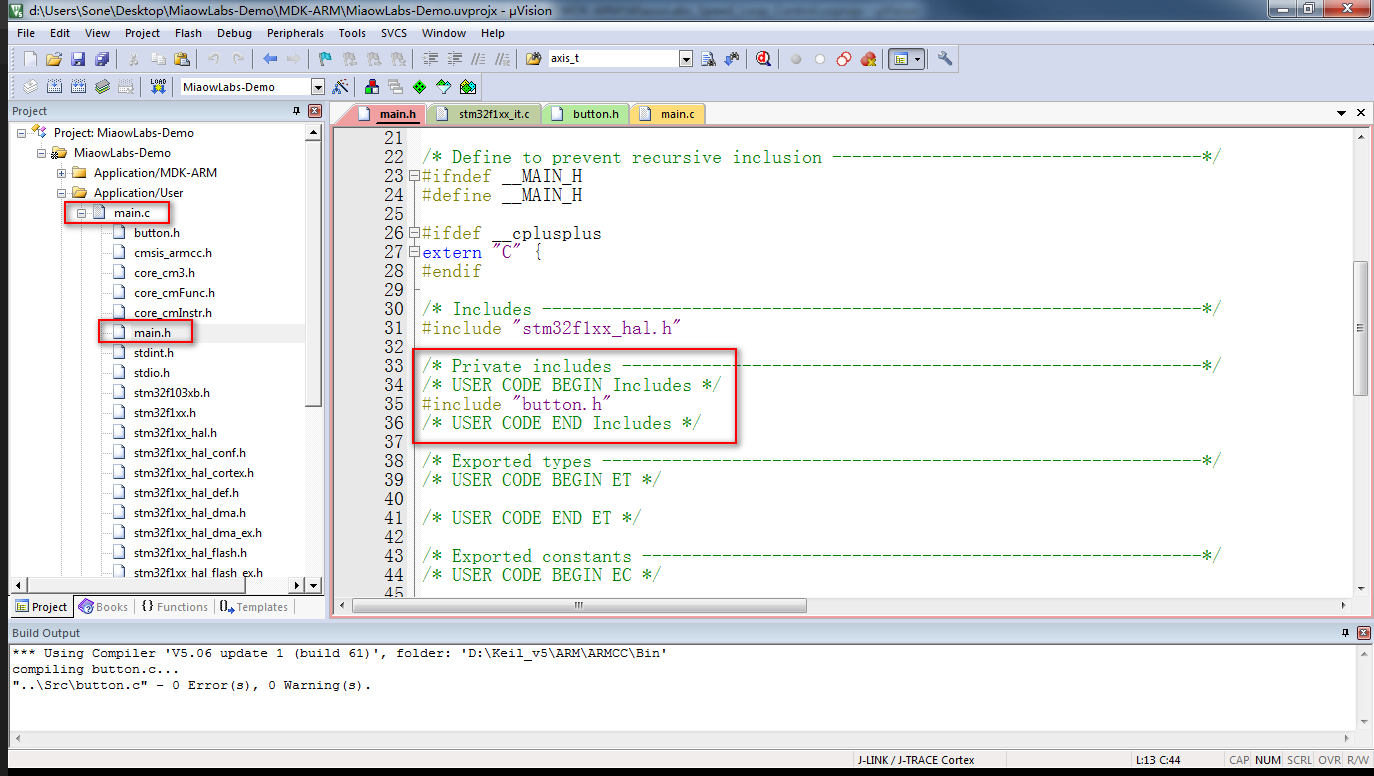 d:\Users\Sone\Desktop\MiaowLabs-Demo\MDK-ARM\MiaowLabs-Demo.uvprojx - µVision
File Edit View Project Flash Debug Peripherals Tools SVCS Window Help
axis_t
LOAD
MiaowLabs-Demo
Project
Project: MiaowLabs-Demo
MiaowLabs-Demo
Application/MDK-ARM
Application/User
main.c
button.h
cmsis_armcc.h
core_cm3.h
core_cmFunc.h
core_cmInstr.h
main.h
stdint.h
stdio.h
stm32f103xb.h
stm32f1xx.h
stm32f1xx_hal.h
stm32f1xx_hal_conf.h
stm32f1xx_hal_cortex.h
stm32f1xx_hal_def.h
stm32f1xx_hal_dma.h
stm32f1xx_hal_dma_ex.h
stm32f1xx_hal_flash.h
stm32f1xx_hal_flash_ex.h
Project Books {} Functions Templates
main.h stm32f1xx_it.c button.h main.c
21
22 /* Define to prevent recursive inclusion -------------------------------------*/
23 #ifndef __MAIN_H
24 #define __MAIN_H
25
26 #ifdef __cplusplus
27 extern "C" {
28 #endif
29
30 /* Includes ------------------------------------------------------------------*/
31 #include "stm32f1xx_hal.h"
32
33 /* Private includes ----------------------------------------------------------*/
34 /* USER CODE BEGIN Includes */
35 #include "button.h"
36 /* USER CODE END Includes */
37
38 /* Exported types ------------------------------------------------------------*/
39 /* USER CODE BEGIN ET */
40
41 /* USER CODE END ET */
42
43 /* Exported constants --------------------------------------------------------*/
44 /* USER CODE BEGIN EC */
45
Build Output
*** Using Compiler 'V5.06 update 1 (build 61)', folder: 'D:\Keil_v5\ARM\ARMCC\Bin'
compiling button.c...
"..\Src\button.c" - 0 Error(s), 0 Warning(s).
J-LINK / J-TRACE Cortex L:13 C:44 CAP NUM SCRL OVR R/W